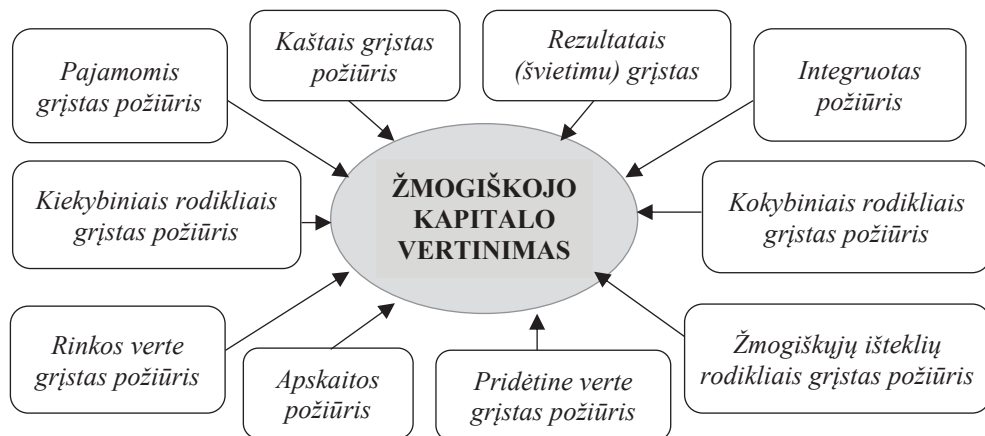 Kaštais grįstas
požiūris
Rezultatais
(švietimu) grįstas
Pajamomis
grįstas požiūris
Integruotas
požiūris
Kiekybiniais rodikliais
grįstas požiūris
ŽMOGIŠKOJO
KAPITALO
VERTINIMAS
Kokybiniais rodikliais
grįstas požiūris
Rinkos verte
grįstas požiūris
Apskaitos
požiūris
Pridėtine verte
grįstas požiūris
Žmogiškųjų išteklių
rodikliais grįstas požiūris